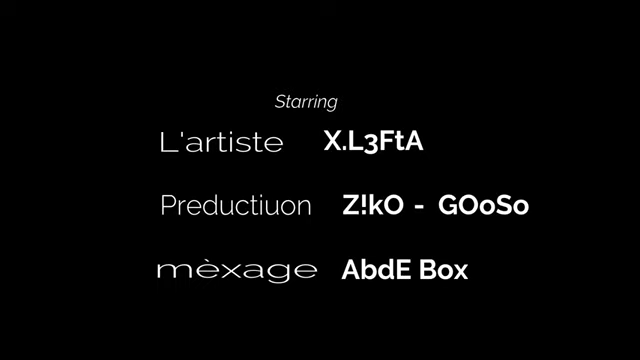 Starring
L'artiste X.L3FtA
Preductiuon Z!kO - GOoSo
mèxage AbdE Box